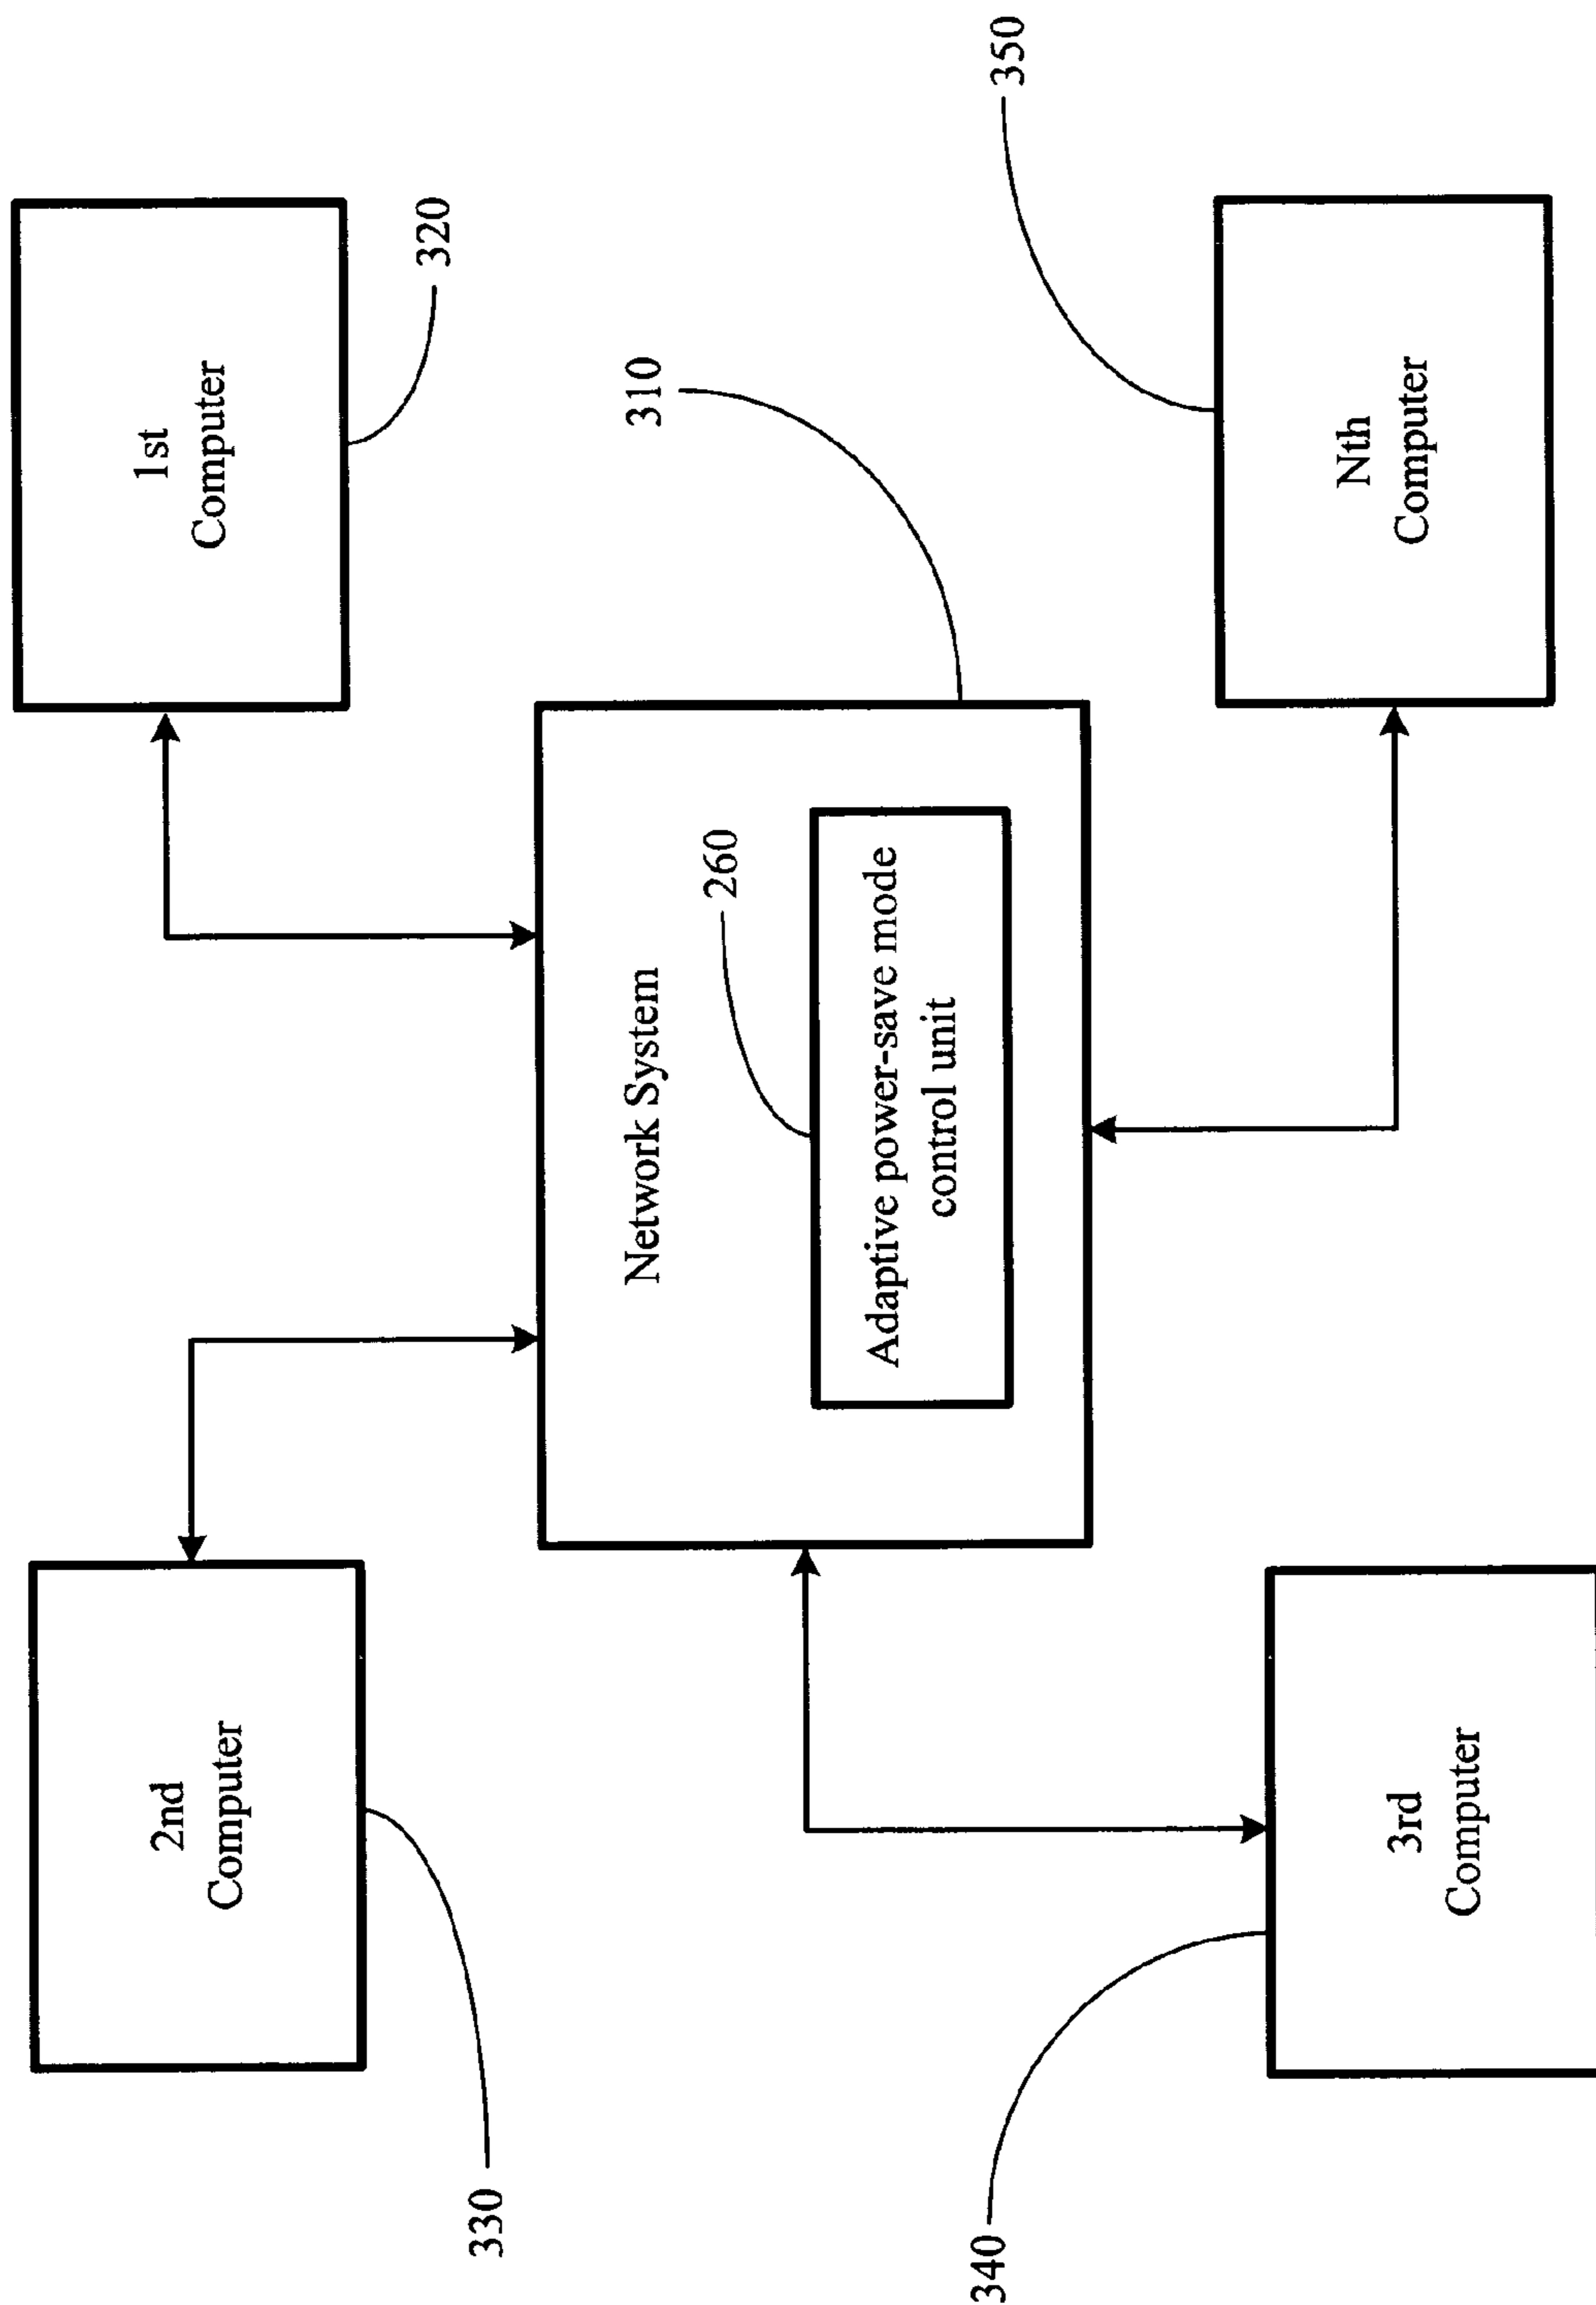 2nd
Computer
1st
Computer
330
320
Network System
310
260
Adaptive power-save mode
control unit
340
350
3rd
Computer
Nth
Computer